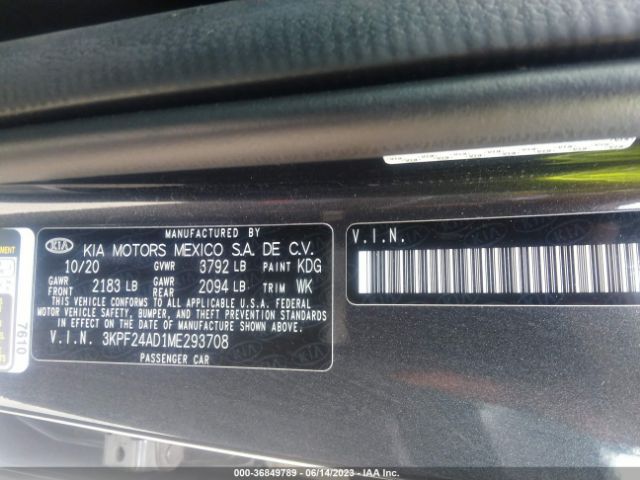 MANUFACTURED BY
KIA KIA MOTORS MEXICO S.A. DE C.V.
10/20 GVWR 3792 LB PAINT KDG
GAWR FRONT 2183 LB GAWR REAR 2094 LB TRIM WK
THIS VEHICLE CONFORMS TO ALL APPLICABLE U.S.A. FEDERAL
MOTOR VEHICLE SAFETY, BUMPER, AND THEFT PREVENTION STANDARDS
IN EFFECT ON THE DATE OF MANUFACTURE SHOWN ABOVE.
V.I.N. 3KPF24AD1ME293708
PASSENGER CAR
V.I.N.
7610
000-36849789 - 06/14/2023 - IAA Inc.